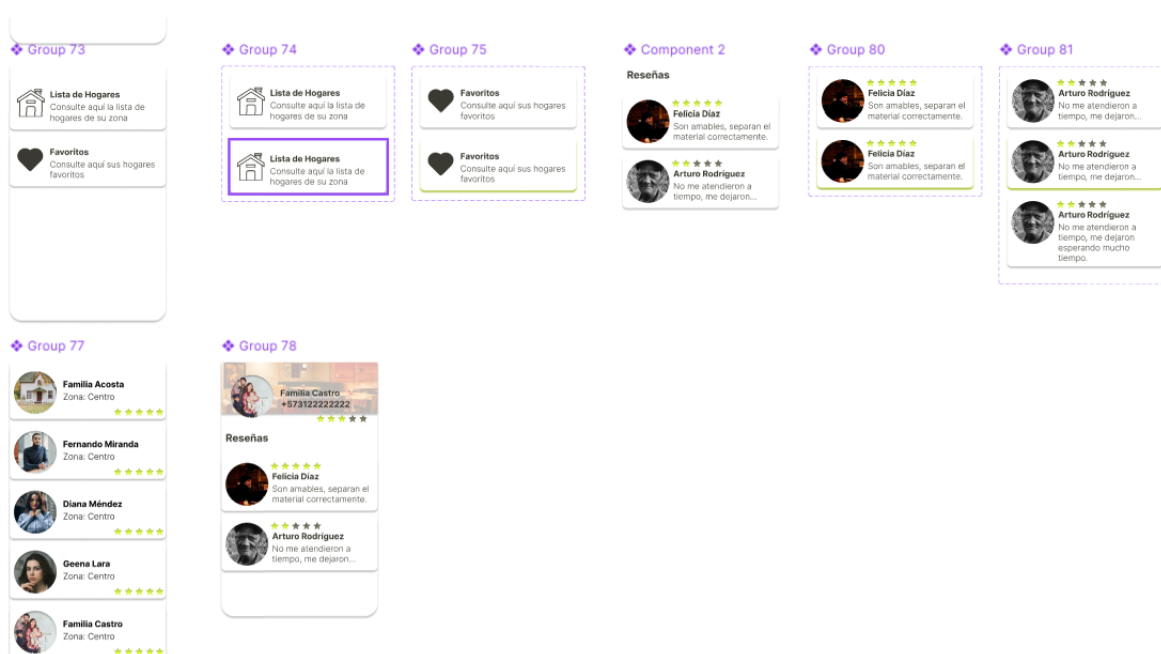 Group 73
Lista de Hogares
Consulte aquí la lista de
hogares de su zona
Favoritos
Consulte aquí sus hogares
favoritos
Group 74
Lista de Hogares
Consulte aquí la lista de
hogares de su zona
Lista de Hogares
Consulte aquí la lista de
hogares de su zona
Group 75
Favoritos
Consulte aquí sus hogares
favoritos
Favoritos
Consulte aquí sus hogares
favoritos
Component 2
Reseñas
Felicia Díaz
Son amables, separan el
material correctamente.
Arturo Rodríguez
No me atendieron a
tiempo, me dejaron...
Group 80
Felicia Díaz
Son amables, separan el
material correctamente.
Felicia Díaz
Son amables, separan el
material correctamente.
Group 81
Arturo Rodríguez
No me atendieron a
tiempo, me dejaron...
Arturo Rodríguez
No me atendieron a
tiempo, me dejaron...
Arturo Rodríguez
No me atendieron a
tiempo, me dejaron
esperando mucho
tiempo.
Group 77
Familia Acosta
Zona: Centro
Fernando Miranda
Zona: Centro
Diana Méndez
Zona: Centro
Geena Lara
Zona: Centro
Familia Castro
Zona: Centro
Group 78
Familia Castro
+573122222222
Reseñas
Felicia Díaz
Son amables, separan el
material correctamente.
Arturo Rodríguez
No me atendieron a
tiempo, me dejaron...